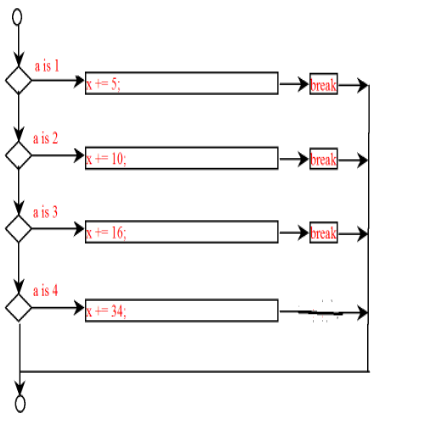 a is 1
x += 5;
break
a is 2
x += 10;
break
a is 3
x += 16;
break
a is 4
x += 34;